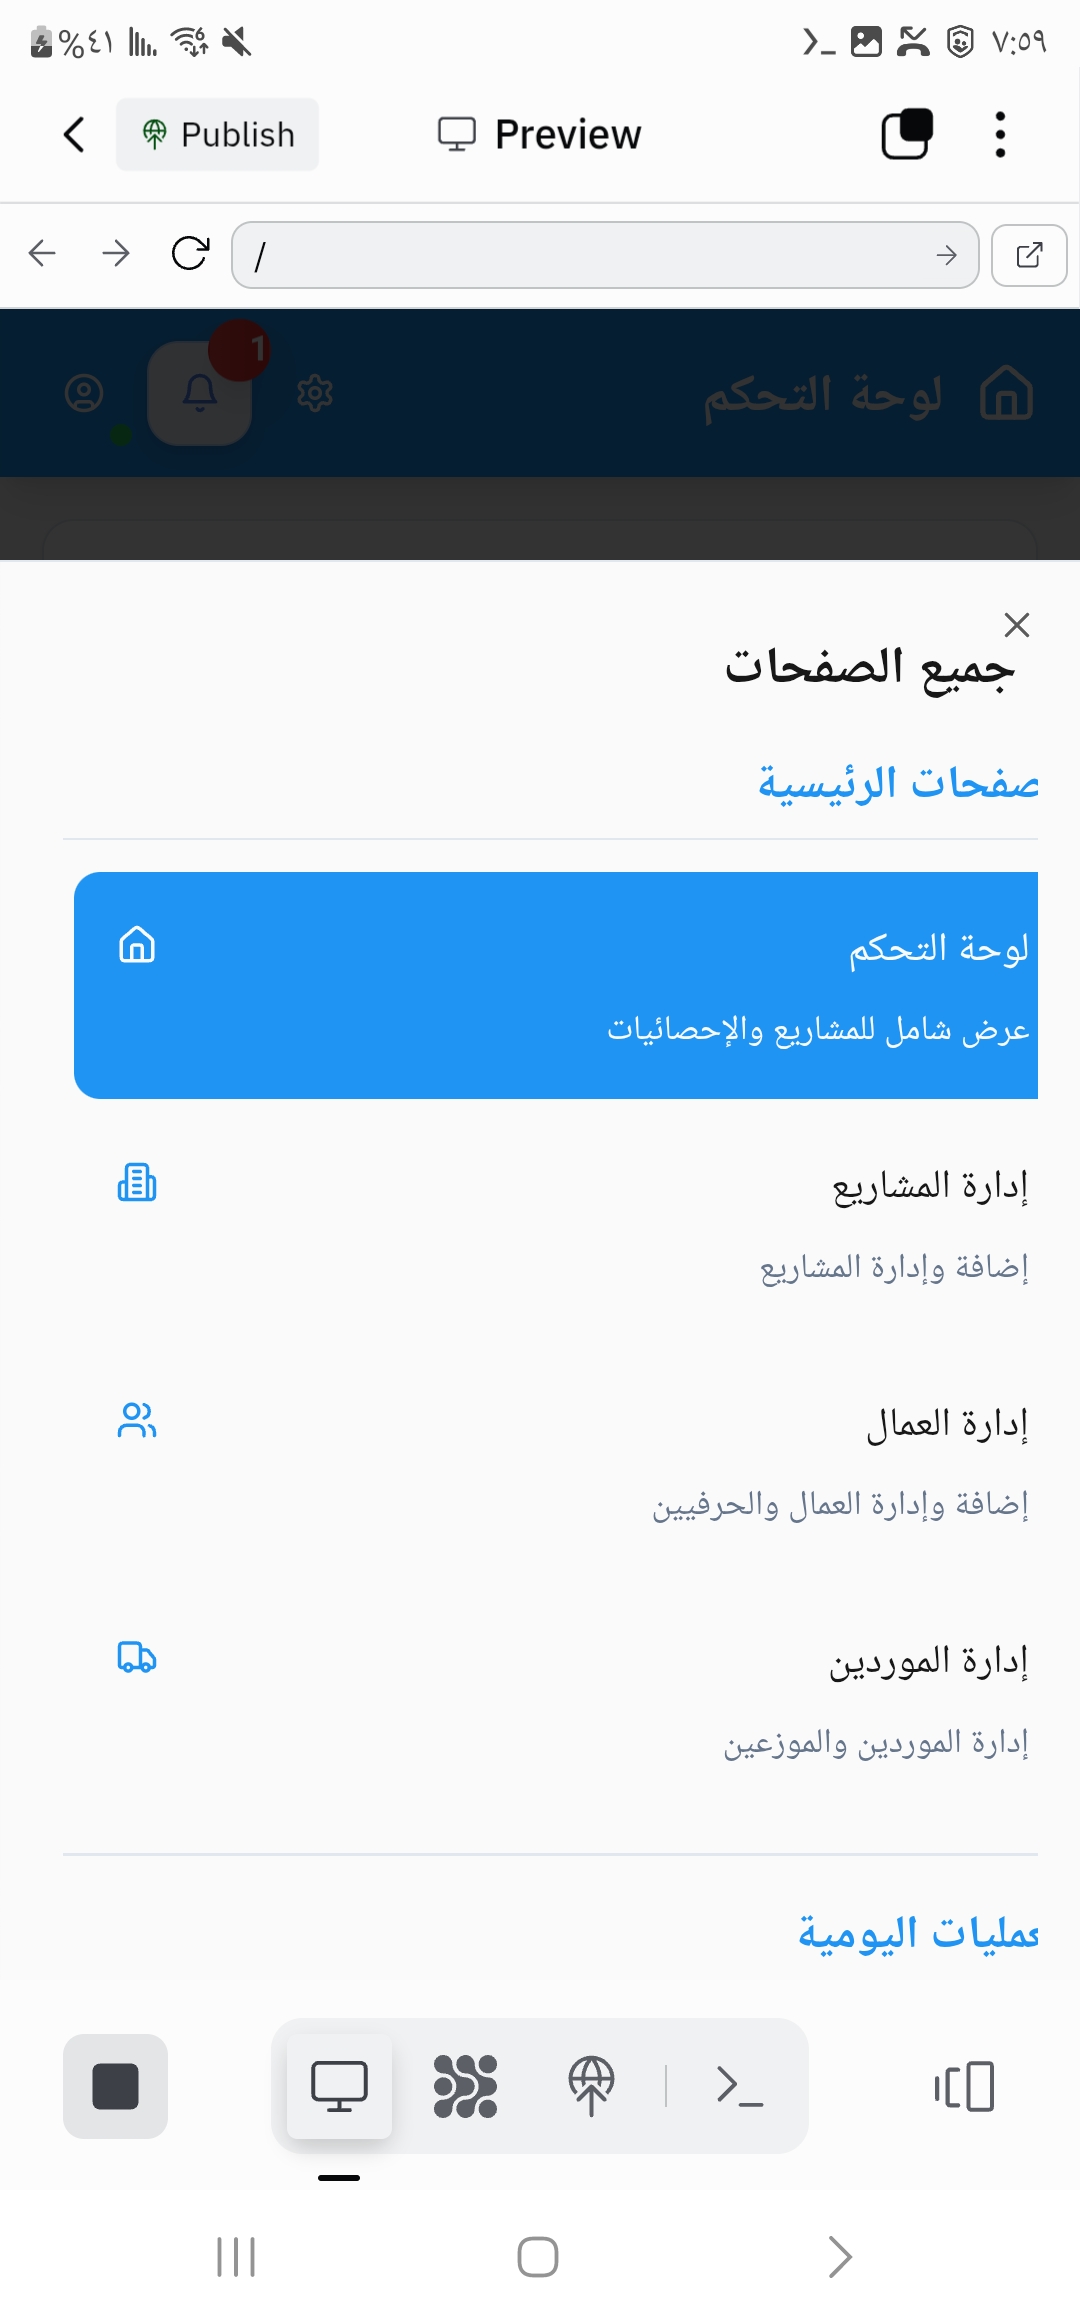 %٤١
٧:٥٩
Publish
Preview
/
1
لوحة التحكم
جميع الصفحات
صفحات الرئيسية
لوحة التحكم
عرض شامل للمشاريع والإحصائيات
إدارة المشاريع
إضافة وإدارة المشاريع
إدارة العمال
إضافة وإدارة العمال والحرفيين
إدارة الموردين
إدارة الموردين والموزعين
عمليات اليومية